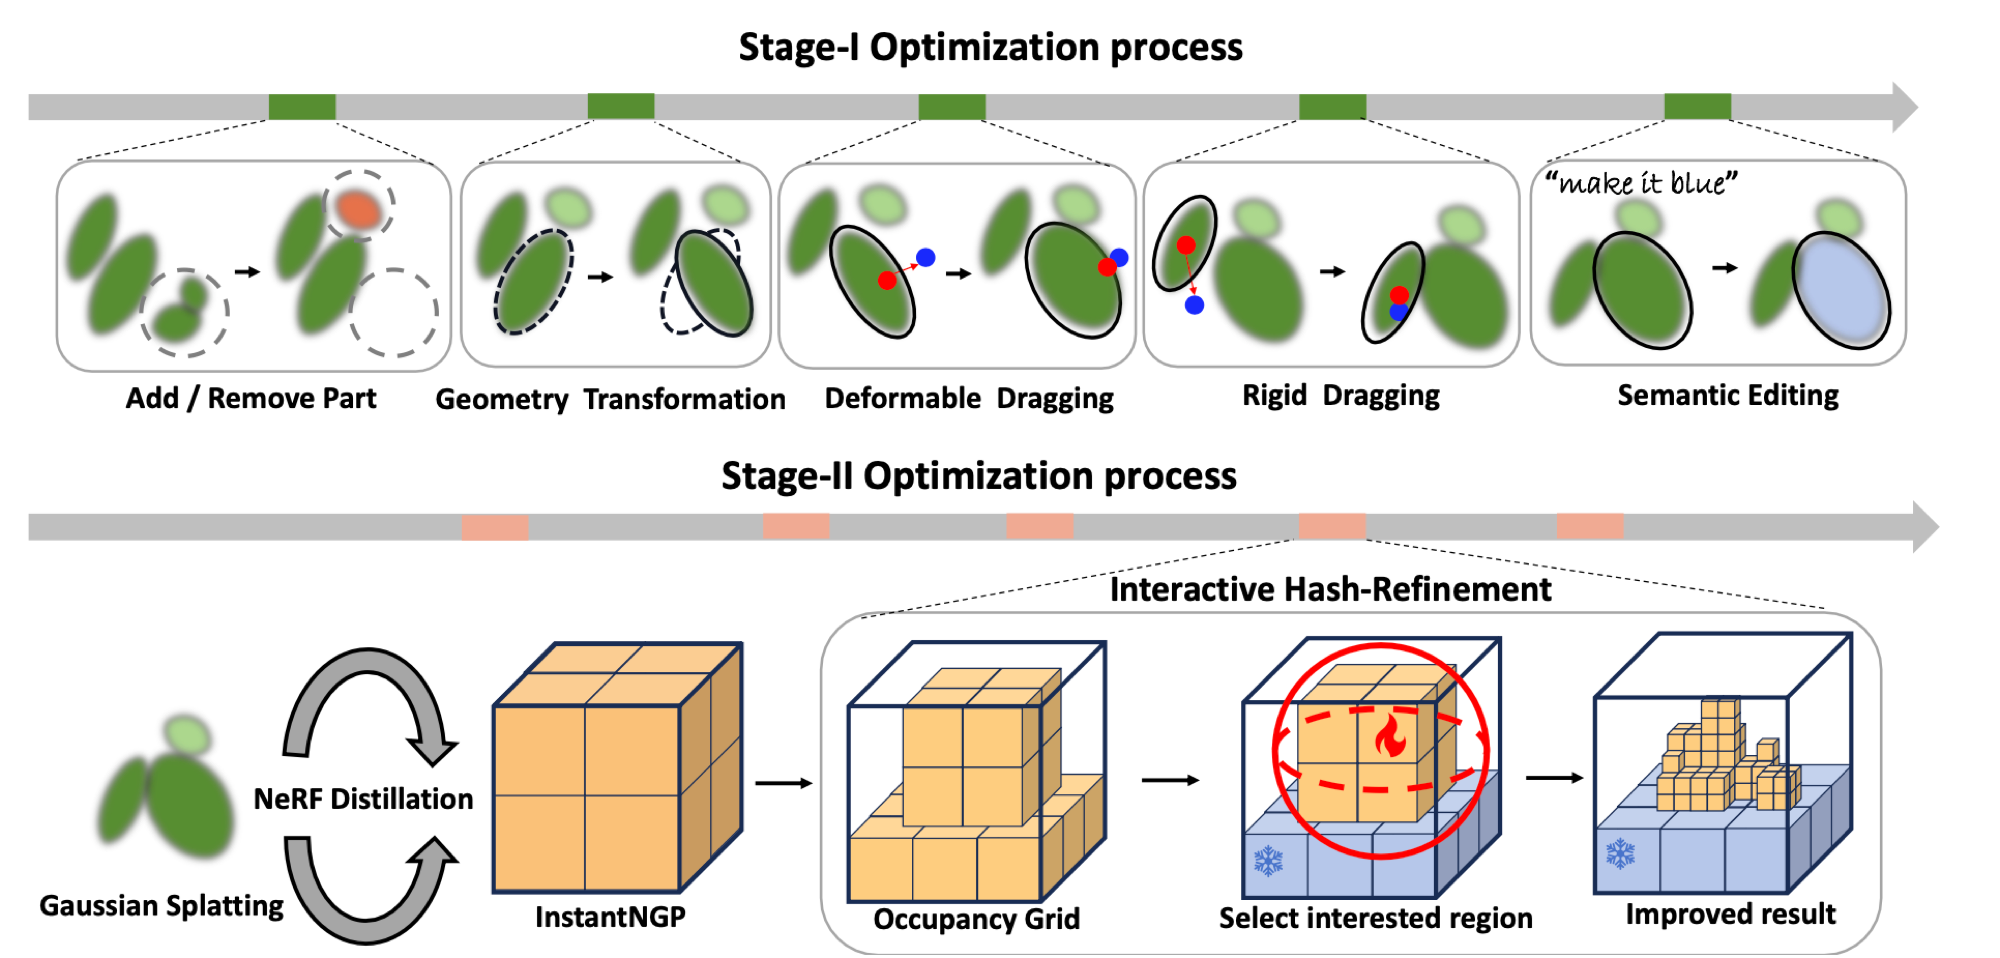 Stage-I Optimization process
"make it blue"
Add / Remove Part
Geometry Transformation
Deformable Dragging
Rigid Dragging
Semantic Editing
Stage-II Optimization process
Interactive Hash-Refinement
NeRF Distillation
Gaussian Splatting
InstantNGP
Occupancy Grid
Select interested region
Improved result